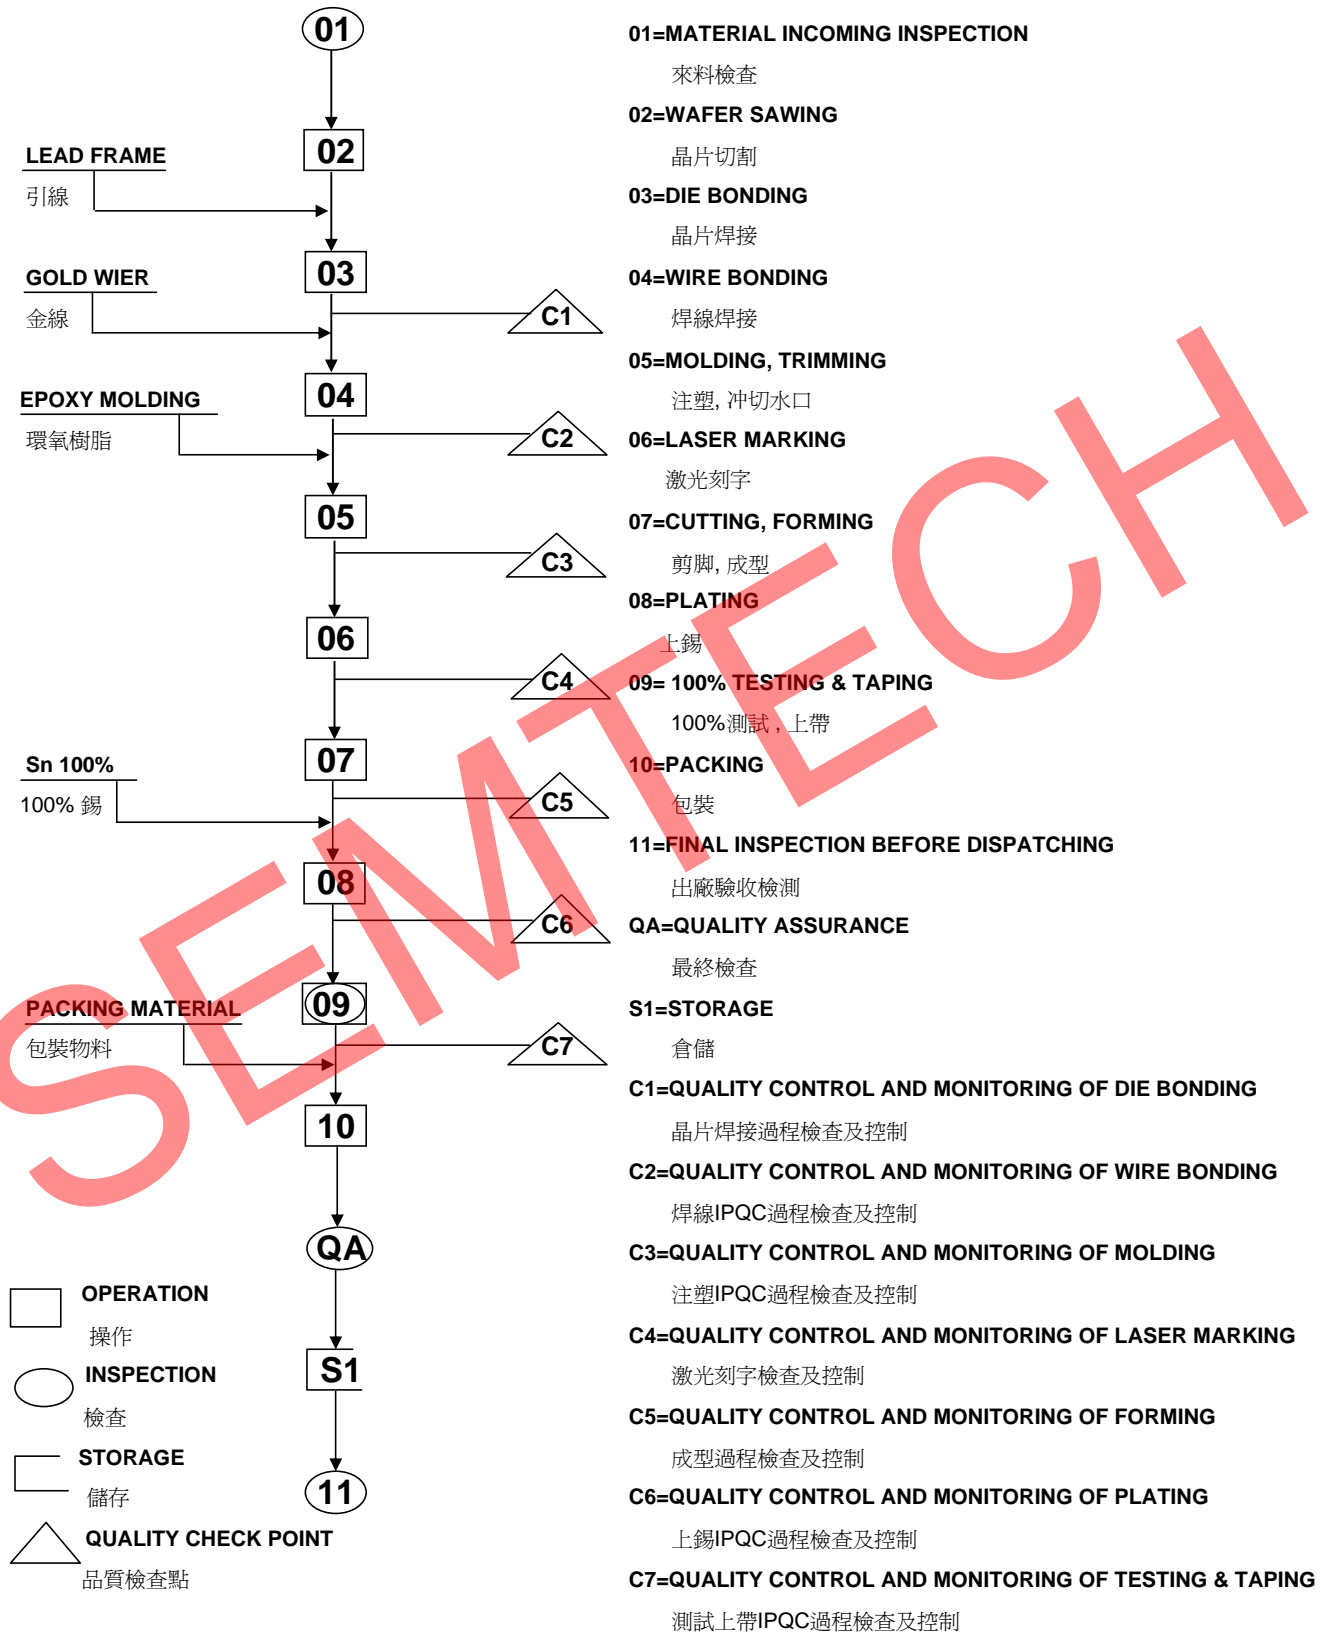 01
02
LEAD FRAME
引線
03
GOLD WIER
金線
C1
04
EPOXY MOLDING
環氧樹脂
C2
05
C3
06
C4
07
Sn 100%
100% 錫
C5
08
C6
09
PACKING MATERIAL
包裝物料
C7
10
QA
S1
11
OPERATION
操作
INSPECTION
檢查
STORAGE
儲存
QUALITY CHECK POINT
品質檢查點
01=MATERIAL INCOMING INSPECTION
來料檢查
02=WAFER SAWING
晶片切割
03=DIE BONDING
晶片焊接
04=WIRE BONDING
焊線焊接
05=MOLDING, TRIMMING
注塑, 冲切水口
06=LASER MARKING
激光刻字
07=CUTTING, FORMING
剪脚, 成型
08=PLATING
上錫
09= 100% TESTING & TAPING
100%測試 , 上帶
10=PACKING
包裝
11=FINAL INSPECTION BEFORE DISPATCHING
出廠驗收檢測
QA=QUALITY ASSURANCE
最終檢查
S1=STORAGE
倉儲
C1=QUALITY CONTROL AND MONITORING OF DIE BONDING
晶片焊接過程檢查及控制
C2=QUALITY CONTROL AND MONITORING OF WIRE BONDING
焊線IPQC過程檢查及控制
C3=QUALITY CONTROL AND MONITORING OF MOLDING
注塑IPQC過程檢查及控制
C4=QUALITY CONTROL AND MONITORING OF LASER MARKING
激光刻字檢查及控制
C5=QUALITY CONTROL AND MONITORING OF FORMING
成型過程檢查及控制
C6=QUALITY CONTROL AND MONITORING OF PLATING
上錫IPQC過程檢查及控制
C7=QUALITY CONTROL AND MONITORING OF TESTING & TAPING
測試上帶IPQC過程檢查及控制
SEMTECH